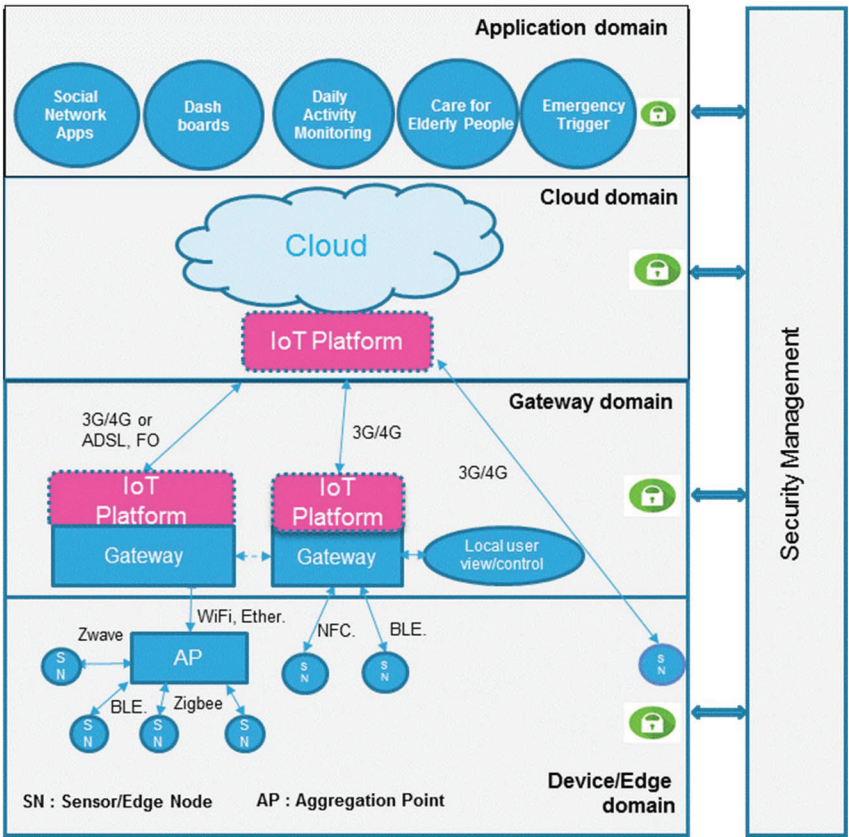 Application domain
Social
Network
Apps
Dash
boards
Daily
Activity
Monitoring
Care for
Elderly People
Emergency
Trigger
Cloud domain
Cloud
IoT Platform
Gateway domain
3G/4G or
ADSL, FO
3G/4G
3G/4G
IoT
Platform
IoT
Platform
Gateway
Gateway
Local user
view/control
WiFi, Ether.
Zwave
NFC.
BLE.
AP
S
N
S
N
S
N
S
N
BLE.
Zigbee
S
N
S
N
S
N
Device/Edge
domain
SN : Sensor/Edge Node
AP : Aggregation Point
Security Management